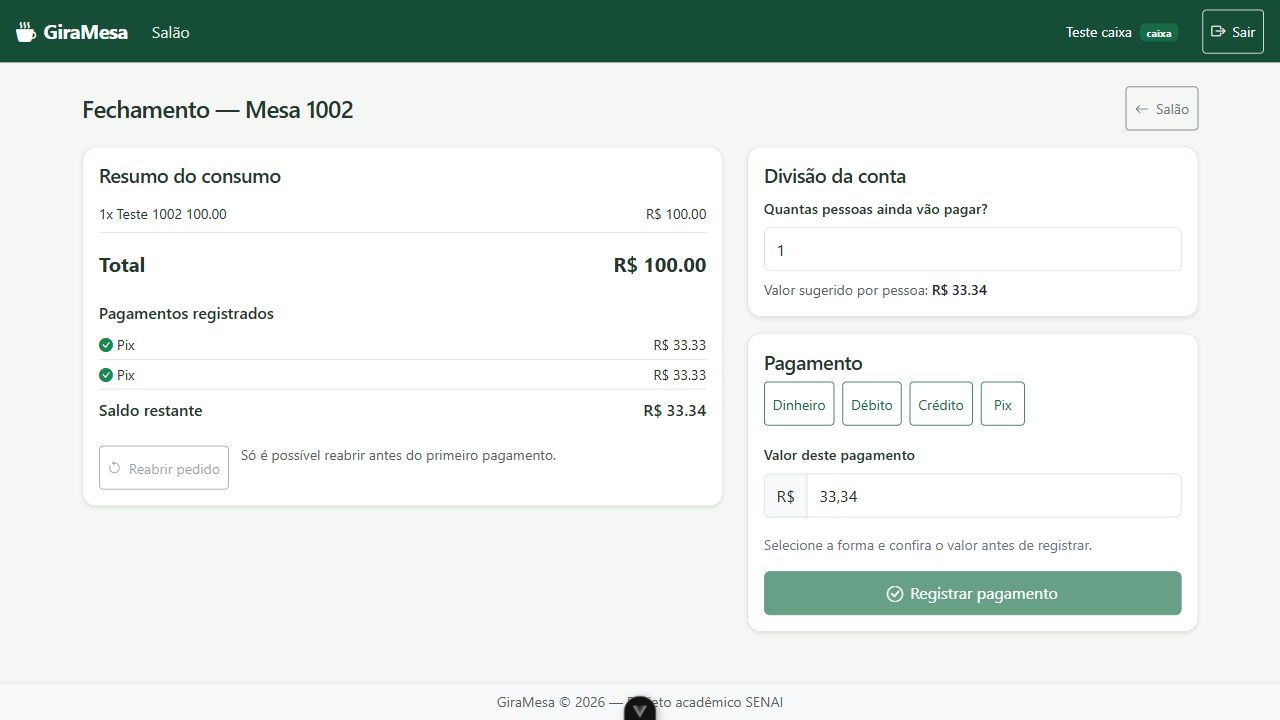 GiraMesa Salão Teste caixa caixa Sair
Fechamento — Mesa 1002
Salão
Resumo do consumo
1x Teste 1002 100.00 R$ 100.00
Total R$ 100.00
Pagamentos registrados
Pix R$ 33.33
Pix R$ 33.33
Saldo restante R$ 33.34
Reabrir pedido Só é possível reabrir antes do primeiro pagamento.
Divisão da conta
Quantas pessoas ainda vão pagar?
1
Valor sugerido por pessoa: R$ 33.34
Pagamento
Dinheiro Débito Crédito Pix
Valor deste pagamento
R$ 33,34
Selecione a forma e confira o valor antes de registrar.
Registrar pagamento
GiraMesa © 2026 — acadêmico SENAI